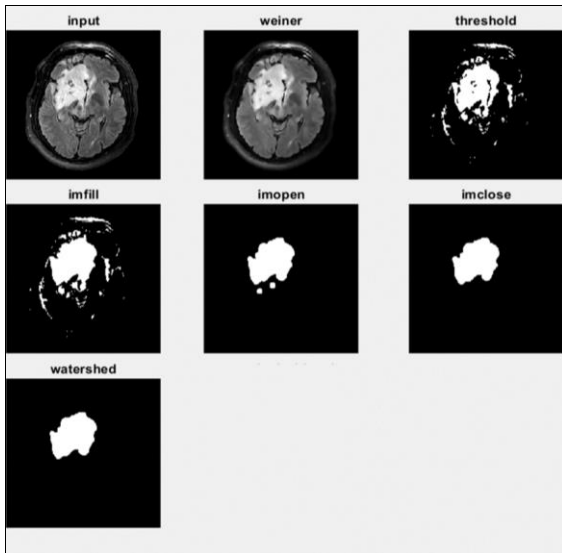 input weiner threshold
imfill imopen imclose
watershed